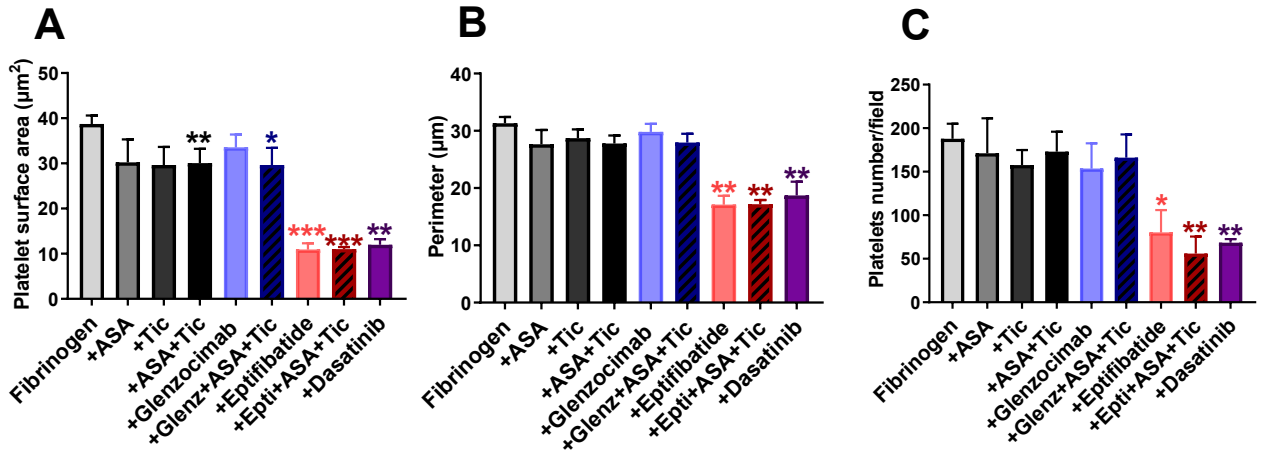 A
Platelet surface area (µm²)
50
40
30
20
10
0
**
*
***
***
**
Fibrinogen
+ASA
+Tic
+ASA+Tic
+Glenzocimab
+Glenz+ASA+Tic
+Eptifibatide
+Epti+ASA+Tic
+Dasatinib
B
Perimeter (µm)
40
30
20
10
0
**
**
**
Fibrinogen
+ASA
+Tic
+ASA+Tic
+Glenzocimab
+Glenz+ASA+Tic
+Eptifibatide
+Epti+ASA+Tic
+Dasatinib
C
Platelets number/field
250
200
150
100
50
0
*
**
**
Fibrinogen
+ASA
+Tic
+ASA+Tic
+Glenzocimab
+Glenz+ASA+Tic
+Eptifibatide
+Epti+ASA+Tic
+Dasatinib